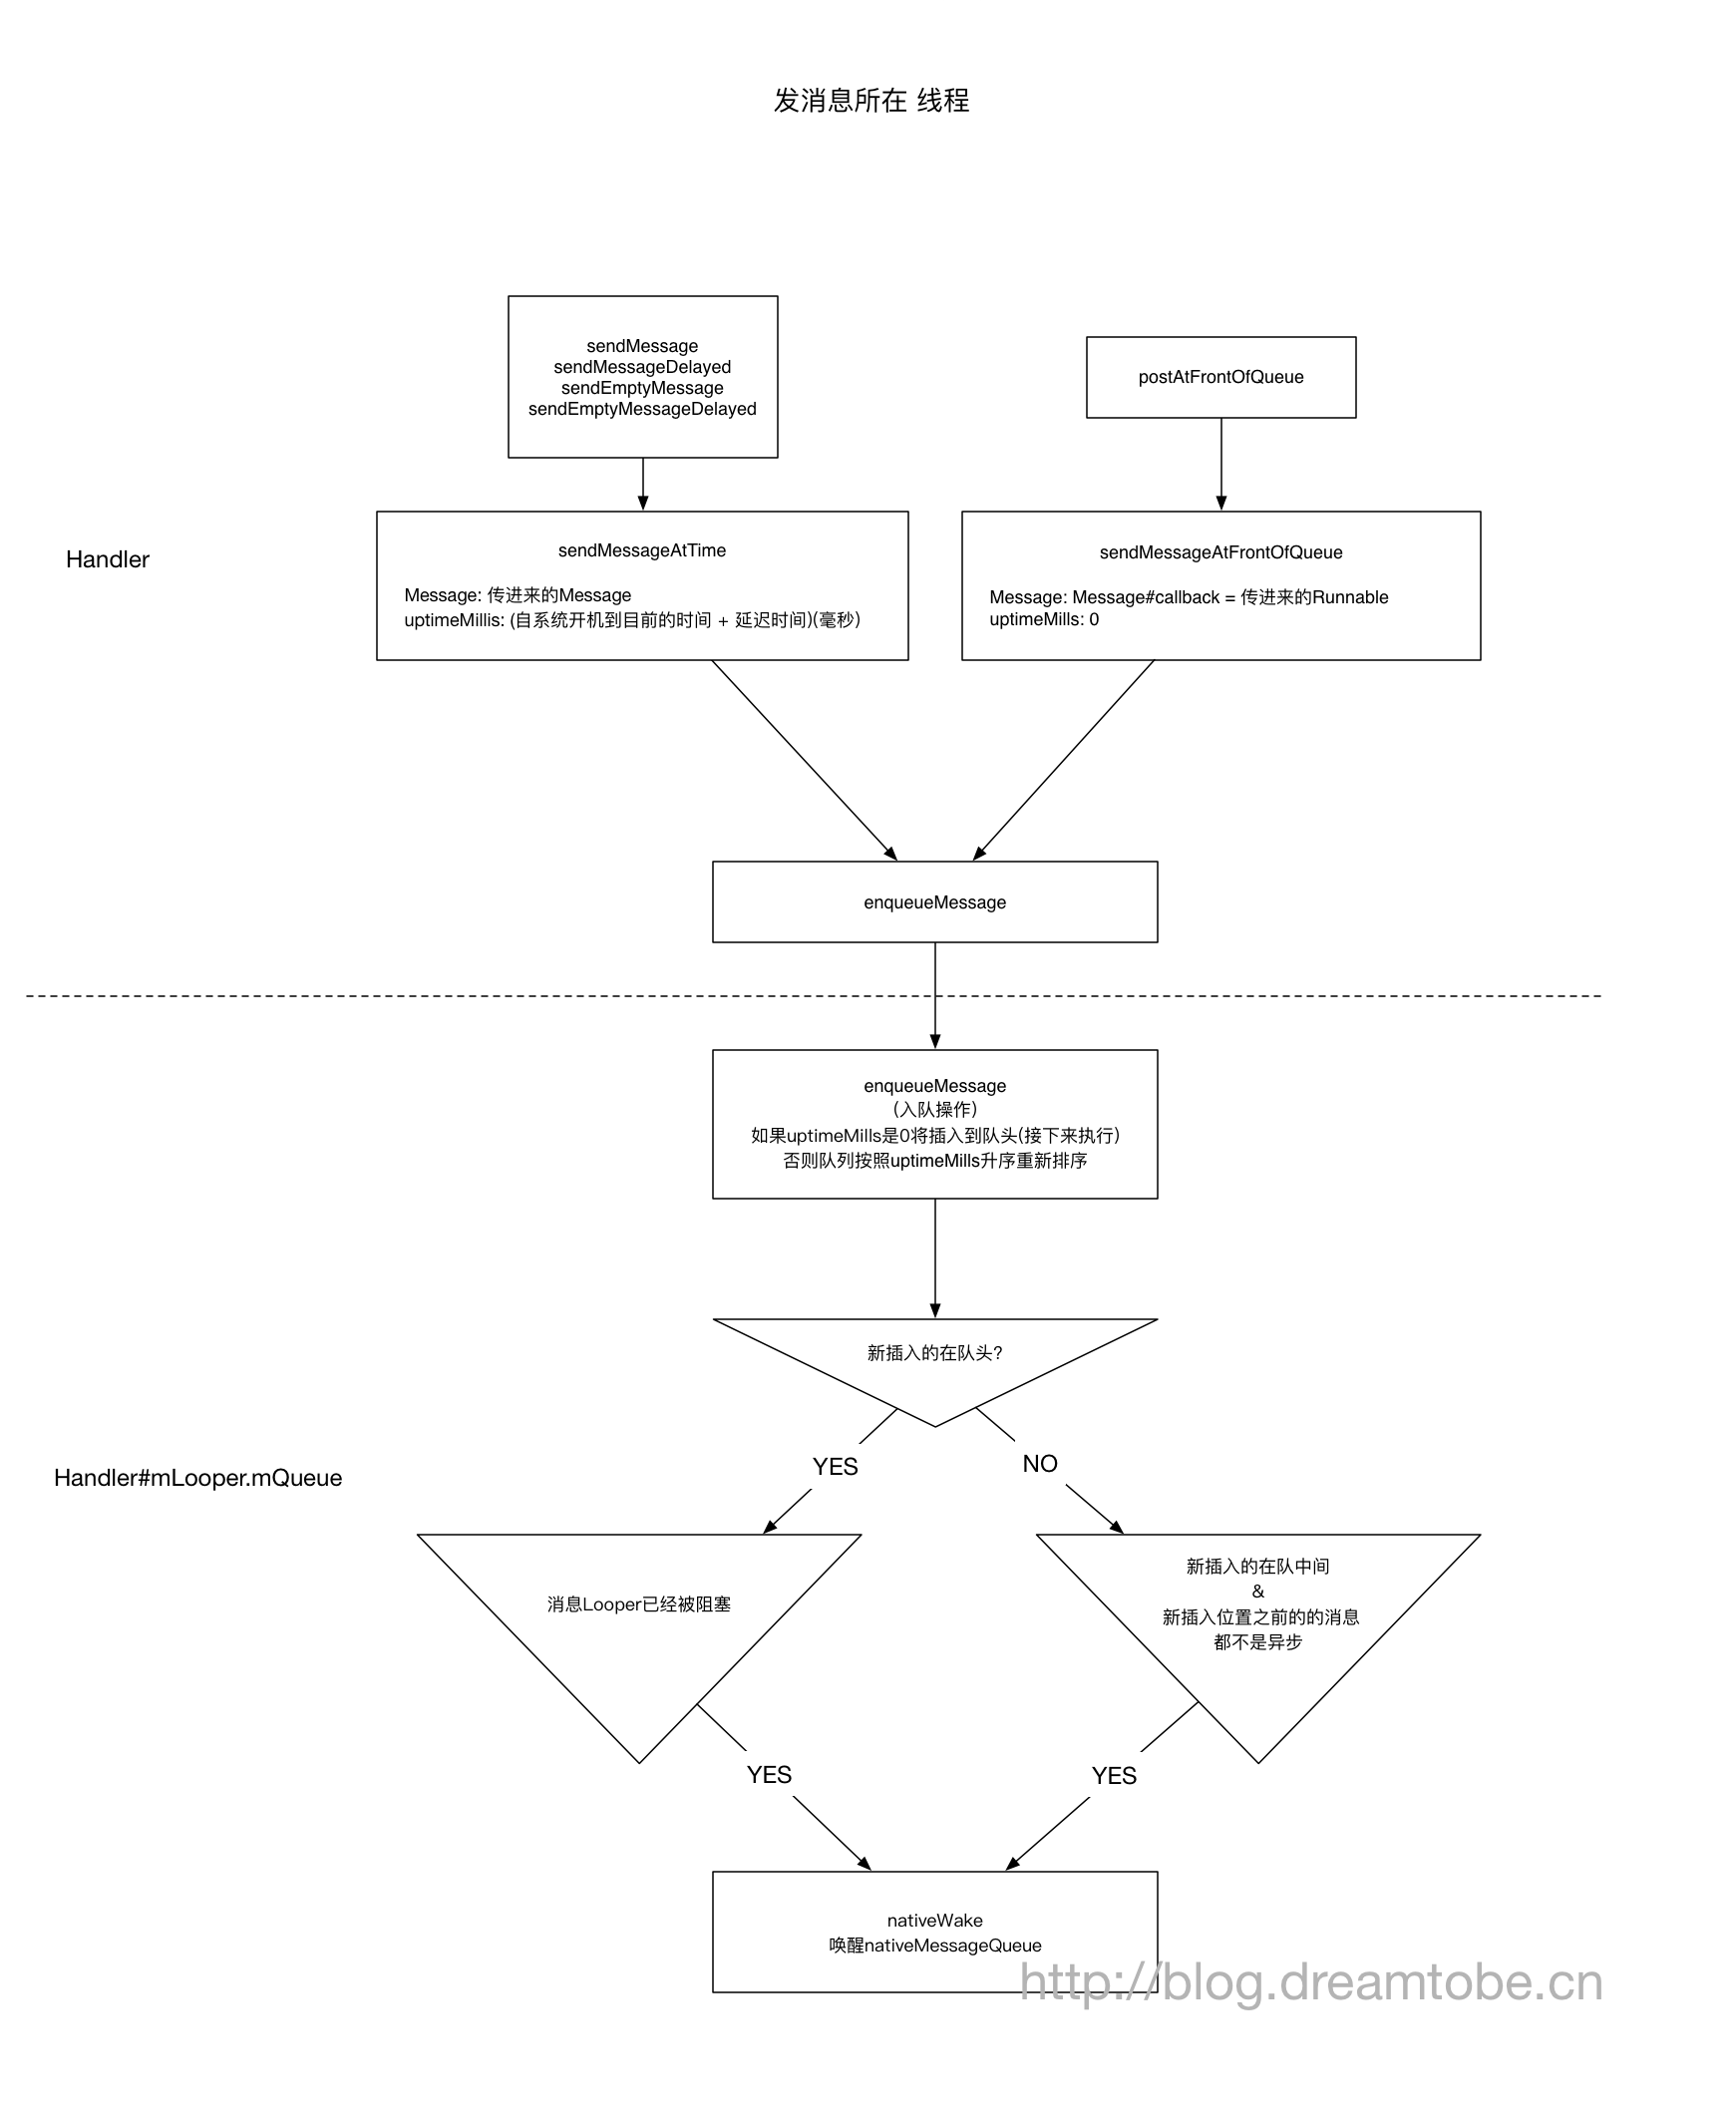 发消息所在 线程
sendMessage
sendMessageDelayed
sendEmptyMessage
sendEmptyMessageDelayed
postAtFrontOfQueue
Handler
sendMessageAtTime
Message: 传进来的Message
uptimeMillis: (自系统开机到目前的时间 + 延迟时间)(毫秒)
sendMessageAtFrontOfQueue
Message: Message#callback = 传进来的Runnable
uptimeMills: 0
enqueueMessage
enqueueMessage
(入队操作)
如果uptimeMills是0将插入到队头(接下来执行)
否则队列按照uptimeMills升序重新排序
新插入的在队头?
YES
NO
Handler#mLooper.mQueue
消息Looper已经被阻塞
新插入的在队中间
&
新插入位置之前的的消息
都不是异步
YES
YES
nativeWake
唤醒nativeMessageQueue
http://blog.dreamtobe.cn